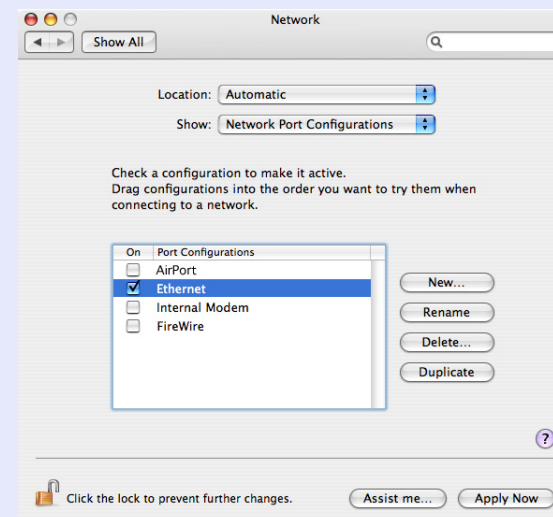 Network
Show All
Location: Automatic
Show: Network Port Configurations
Check a configuration to make it active.
Drag configurations into the order you want to try them when
connecting to a network.
On Port Configurations
AirPort
Ethernet
Internal Modem
FireWire
New...
Rename
Delete...
Duplicate
?
Click the lock to prevent further changes.
Assist me...
Apply Now